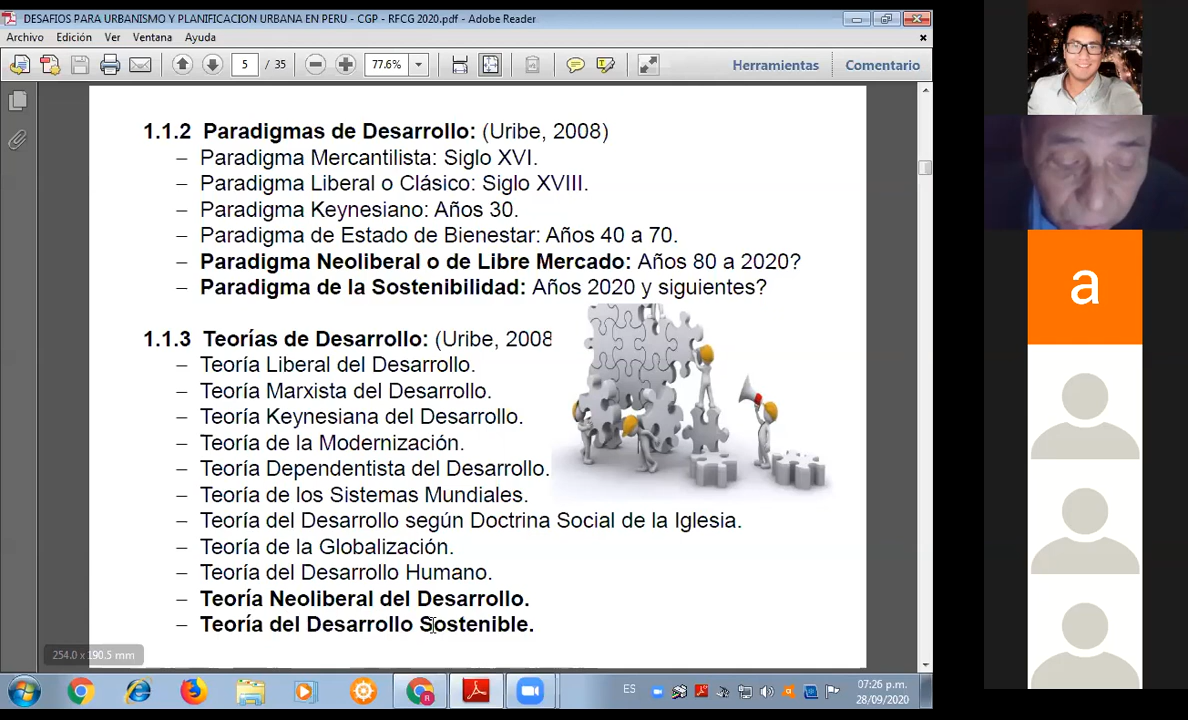 DESAFIOS PARA URBANISMO Y PLANIFICACION URBANA EN PERU - CGP - RFCG 2020.pdf - Adobe Reader
Archivo Edición Ver Ventana Ayuda
5 / 35 77.6% Herramientas Comentario
1.1.2 Paradigmas de Desarrollo: (Uribe, 2008)
– Paradigma Mercantilista: Siglo XVI.
– Paradigma Liberal o Clásico: Siglo XVIII.
– Paradigma Keynesiano: Años 30.
– Paradigma de Estado de Bienestar: Años 40 a 70.
– Paradigma Neoliberal o de Libre Mercado: Años 80 a 2020?
– Paradigma de la Sostenibilidad: Años 2020 y siguientes?
1.1.3 Teorías de Desarrollo: (Uribe, 2008
– Teoría Liberal del Desarrollo.
– Teoría Marxista del Desarrollo.
– Teoría Keynesiana del Desarrollo.
– Teoría de la Modernización.
– Teoría Dependentista del Desarrollo.
– Teoría de los Sistemas Mundiales.
– Teoría del Desarrollo según Doctrina Social de la Iglesia.
– Teoría de la Globalización.
– Teoría del Desarrollo Humano.
– Teoría Neoliberal del Desarrollo.
– Teoría del Desarrollo Sostenible.
254.0 x 190.5 mm
ES
07:26 p.m.
28/09/2020
a